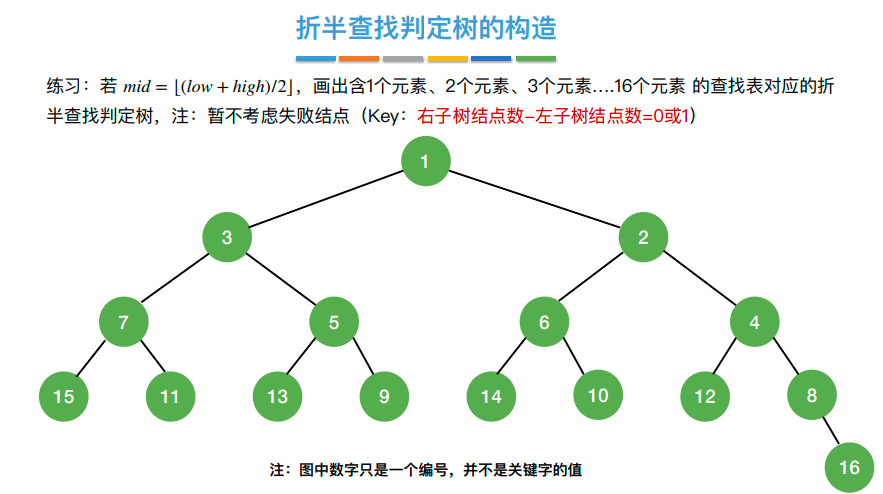 折半查找判定树的构造
练习：若 mid = ⌊(low + high)/2⌋，画出含1个元素、2个元素、3个元素….16个元素 的查找表对应的折
半查找判定树，注：暂不考虑失败结点（Key：右子树结点数–左子树结点数=0或1）
1
3 2
7 5 6 4
15 11 13 9 14 10 12 8
16
注：图中数字只是一个编号，并不是关键字的值